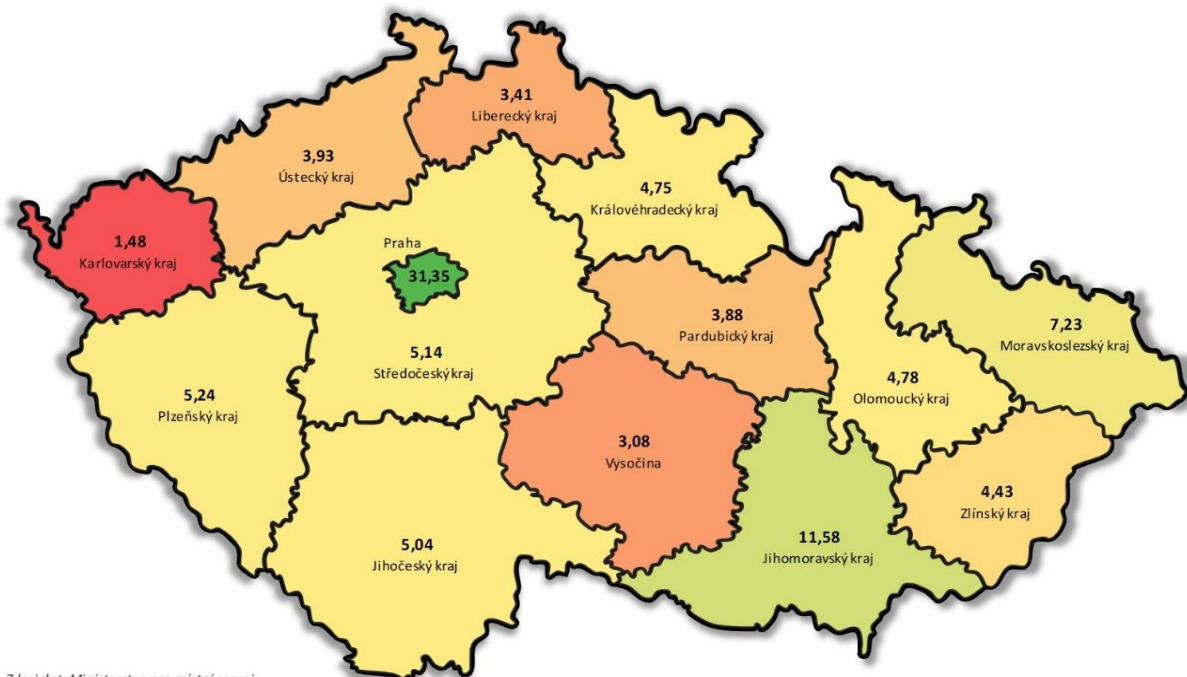 3,41
Liberecký kraj
3,93
Ústecký kraj
4,75
Královéhradecký kraj
1,48
Karlovarský kraj
Praha
31,35
3,88
Pardubický kraj
7,23
Moravskoslezský kraj
5,14
Středočeský kraj
5,24
Plzeňský kraj
4,78
Olomoucký kraj
3,08
Vysočina
4,43
Zlínský kraj
5,04
Jihočeský kraj
11,58
Jihomoravský kraj